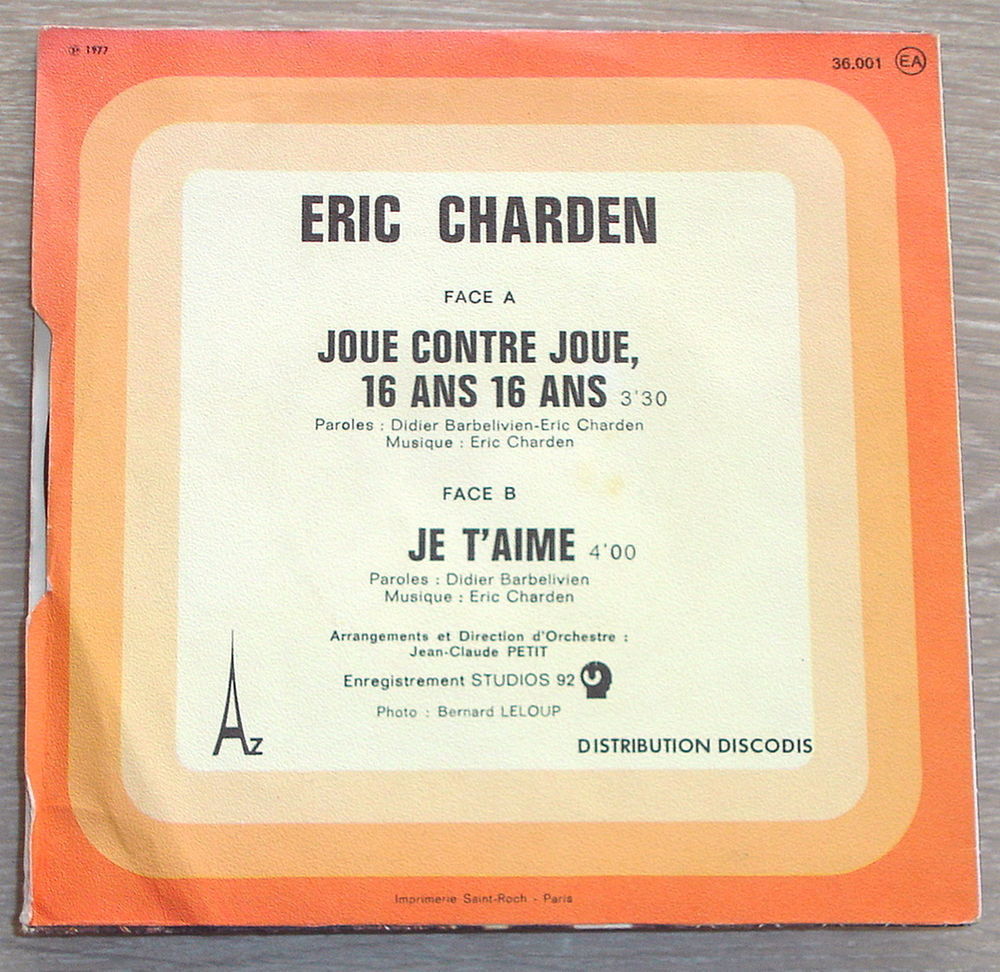 ℗ 1977
36.001 EA
ERIC CHARDEN
FACE A
JOUE CONTRE JOUE,
16 ANS 16 ANS 3'30
Paroles : Didier Barbelivien-Eric Charden
Musique : Eric Charden
FACE B
JE T'AIME 4'00
Paroles : Didier Barbelivien
Musique : Eric Charden
Arrangements et Direction d'Orchestre :
Jean-Claude PETIT
Enregistrement STUDIOS 92
Photo : Bernard LELOUP
AZ
DISTRIBUTION DISCODIS
Imprimerie Saint-Roch - Paris